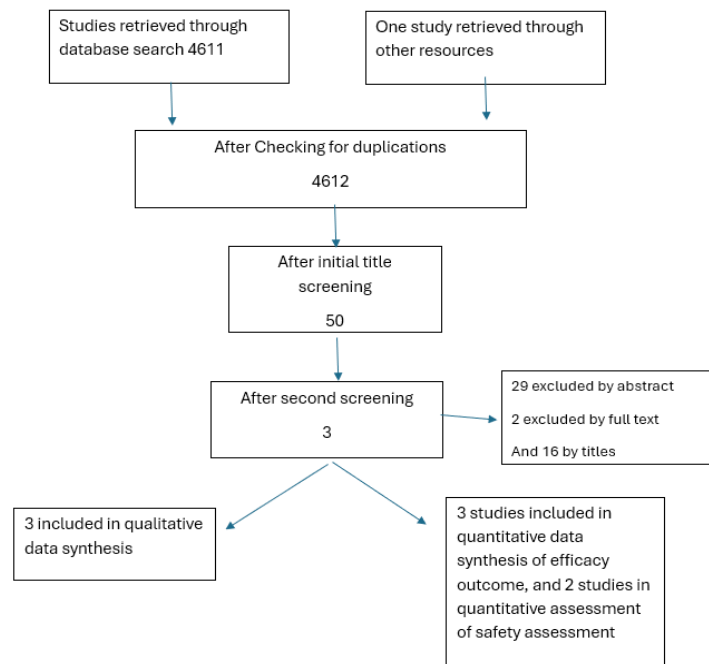 Studies retrieved through
database search 4611
One study retrieved through
other resources
After Checking for duplications
4612
After initial title
screening
50
After second screening
3
29 excluded by abstract
2 excluded by full text
And 16 by titles
3 included in qualitative
data synthesis
3 studies included in
quantitative data
synthesis of efficacy
outcome, and 2 studies in
quantitative assessment
of safety assessment